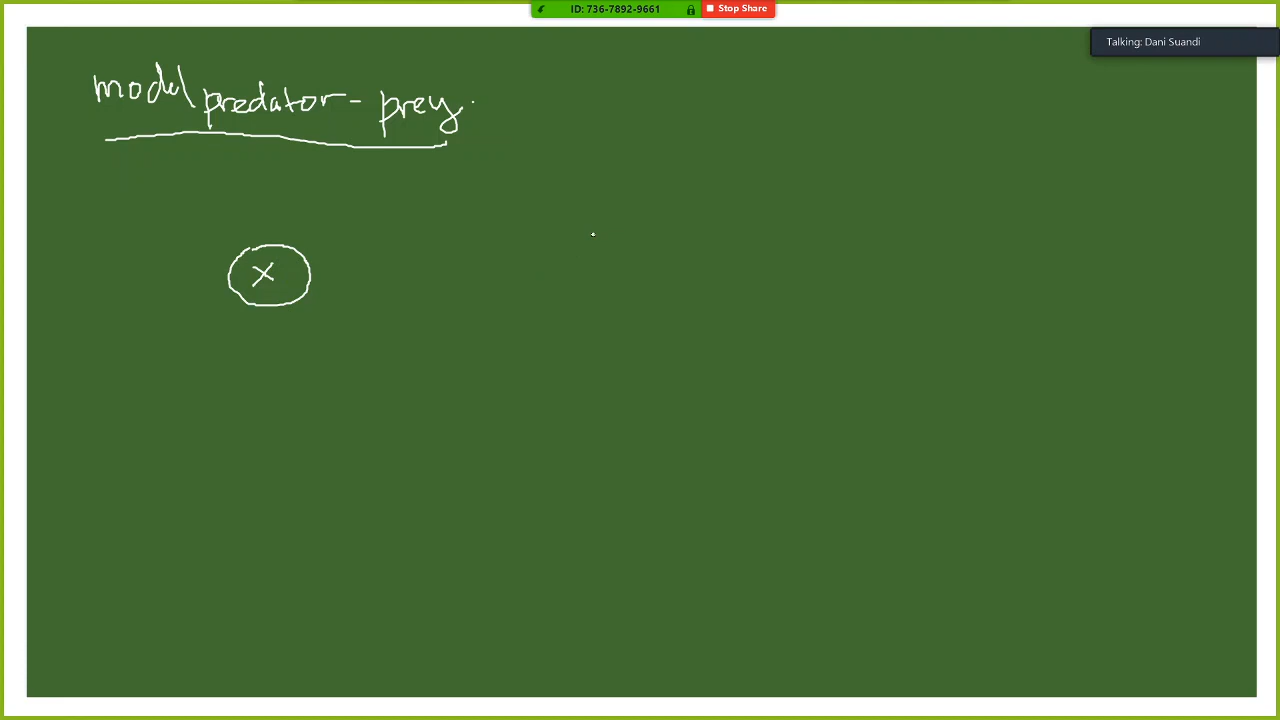 ID: 736-7892-9661 Stop Share
Talking: Dani Suandi
model predator - prey.
X